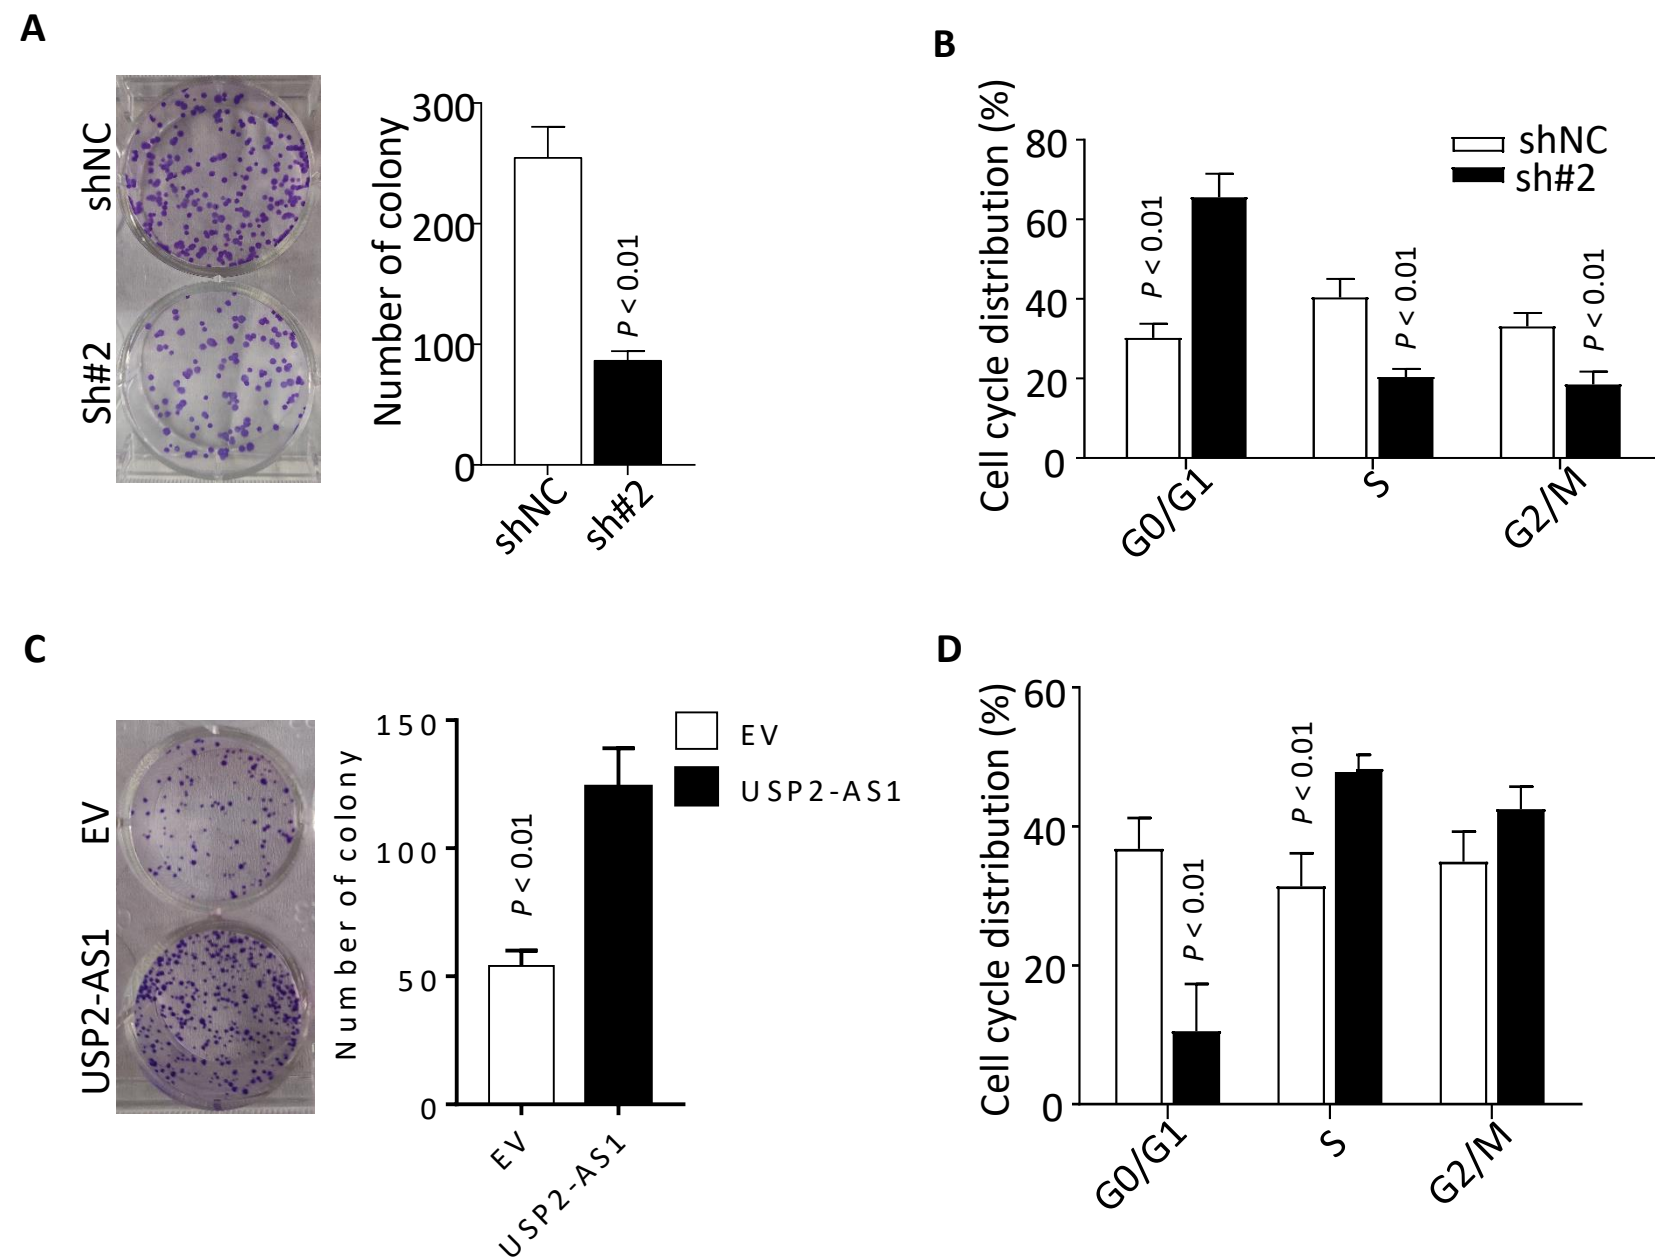 A
shNC
Sh#2
Number of colony
300
200
100
0
P < 0.01
shNC
sh#2
B
Cell cycle distribution (%)
80
60
40
20
0
P < 0.01
P < 0.01
P < 0.01
shNC
sh#2
G0/G1
S
G2/M
C
EV
USP2-AS1
Number of colony
150
100
50
0
P < 0.01
EV
USP2-AS1
EV
USP2-AS1
D
Cell cycle distribution (%)
60
40
20
0
P < 0.01
P < 0.01
G0/G1
S
G2/M